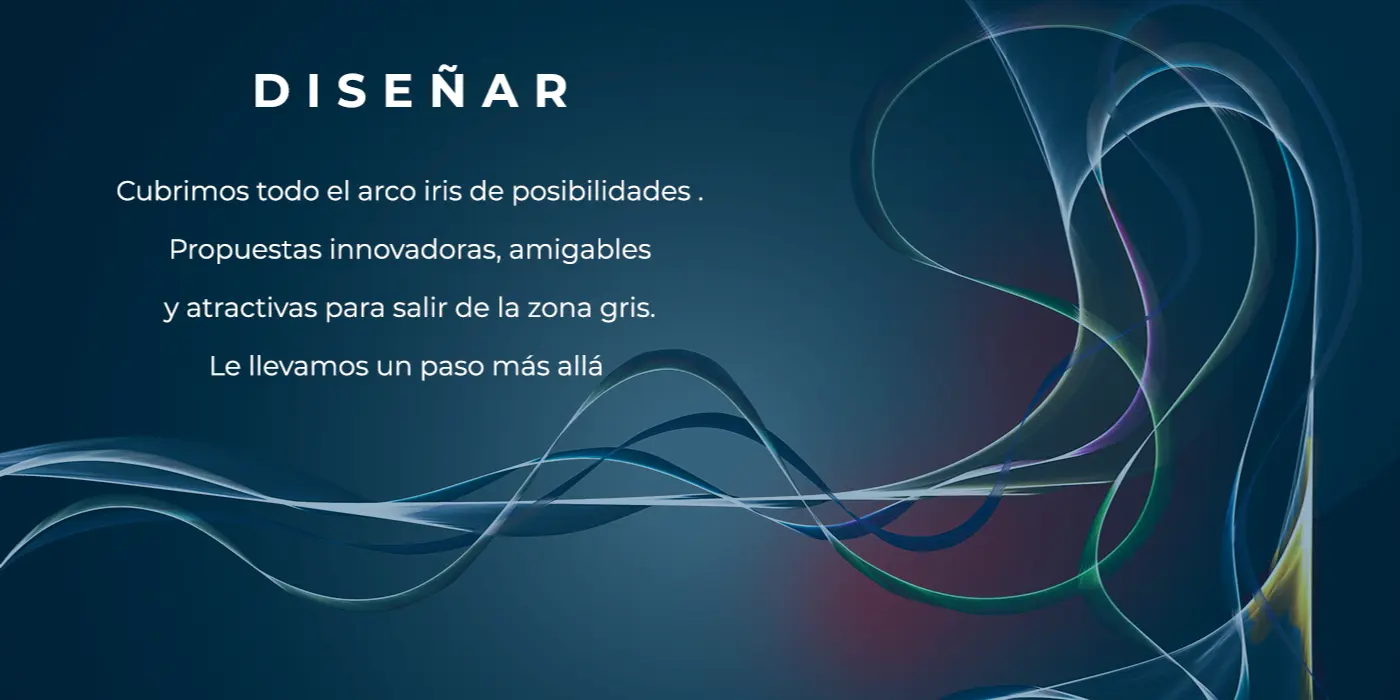 DISEÑAR
Cubrimos todo el arco iris de posibilidades .
Propuestas innovadoras, amigables
y atractivas para salir de la zona gris.
Le llevamos un paso más allá